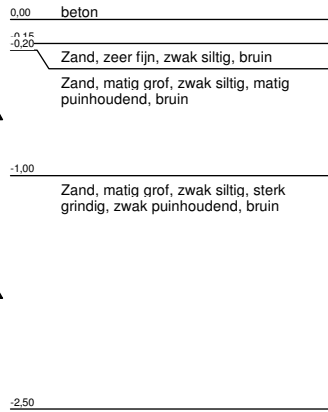 0,00 beton
-0,15
-0,20
Zand, zeer fijn, zwak siltig, bruin
Zand, matig grof, zwak siltig, matig
puinhoudend, bruin
-1,00
Zand, matig grof, zwak siltig, sterk
grindig, zwak puinhoudend, bruin
-2,50